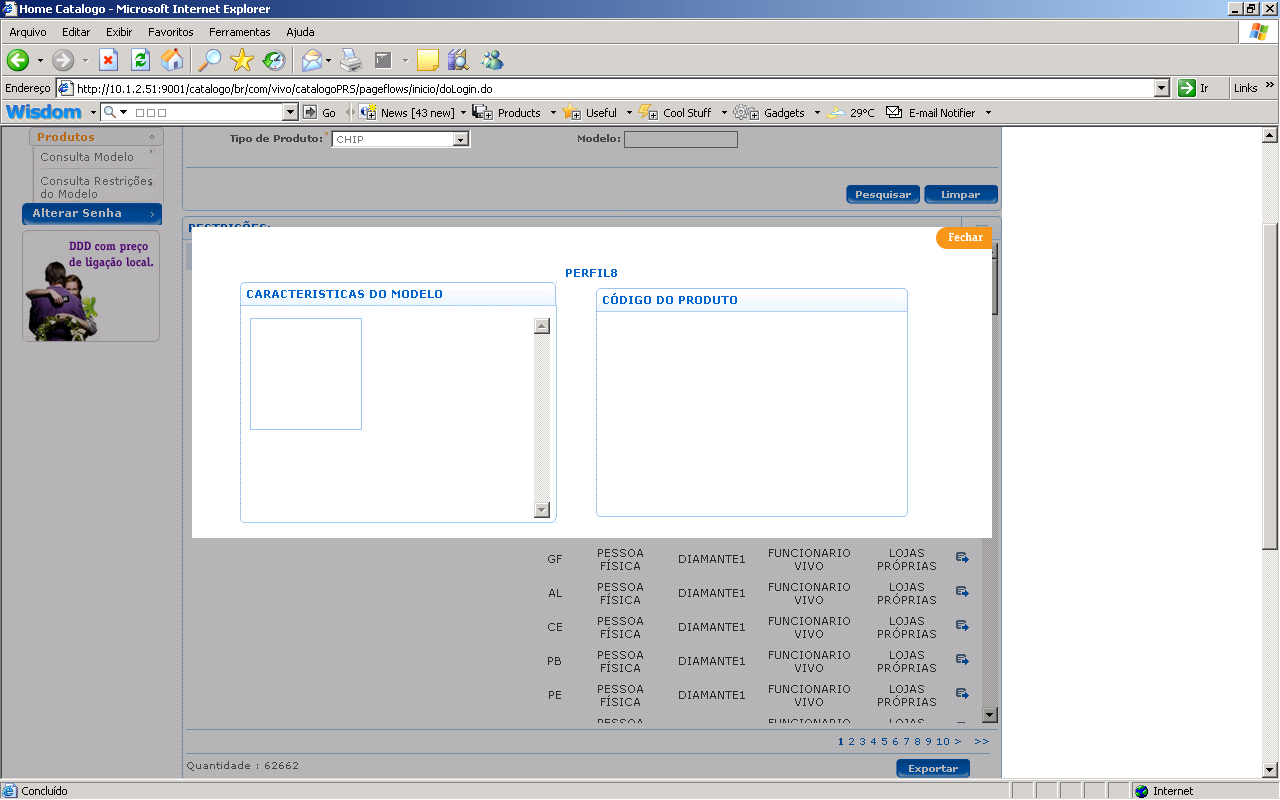 Home Catalogo - Microsoft Internet Explorer
Arquivo Editar Exibir Favoritos Ferramentas Ajuda
Endereço http://10.1.2.51:9001/catalogo/br/com/vivo/catalogoPRS/pageflows/inicio/doLogin.do Ir Links »
Wisdom Go News [43 new] Products Useful Cool Stuff Gadgets 29°C E-mail Notifier
Produtos
Consulta Modelo
Consulta Restrições
do Modelo
Alterar Senha
DDD com preço
de ligação local.
Tipo de Produto:* CHIP Modelo:
Pesquisar Limpar
RESTRIÇÕES:
Fechar
PERFIL8
CARACTERISTICAS DO MODELO
CÓDIGO DO PRODUTO
GF PESSOA FÍSICA DIAMANTE1 FUNCIONARIO VIVO LOJAS PRÓPRIAS
AL PESSOA FÍSICA DIAMANTE1 FUNCIONARIO VIVO LOJAS PRÓPRIAS
CE PESSOA FÍSICA DIAMANTE1 FUNCIONARIO VIVO LOJAS PRÓPRIAS
PB PESSOA FÍSICA DIAMANTE1 FUNCIONARIO VIVO LOJAS PRÓPRIAS
PE PESSOA FÍSICA DIAMANTE1 FUNCIONARIO VIVO LOJAS PRÓPRIAS
PESSOA FUNCIONARIO LOJAS
1 2 3 4 5 6 7 8 9 10 > >>
Quantidade : 62662
Exportar
Concluído Internet